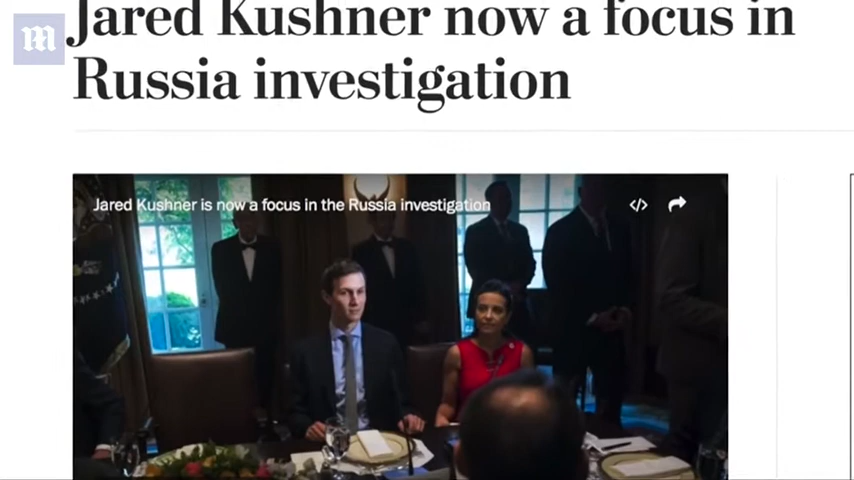 Jared Kushner now a focus in
Russia investigation
Jared Kushner is now a focus in the Russia investigation